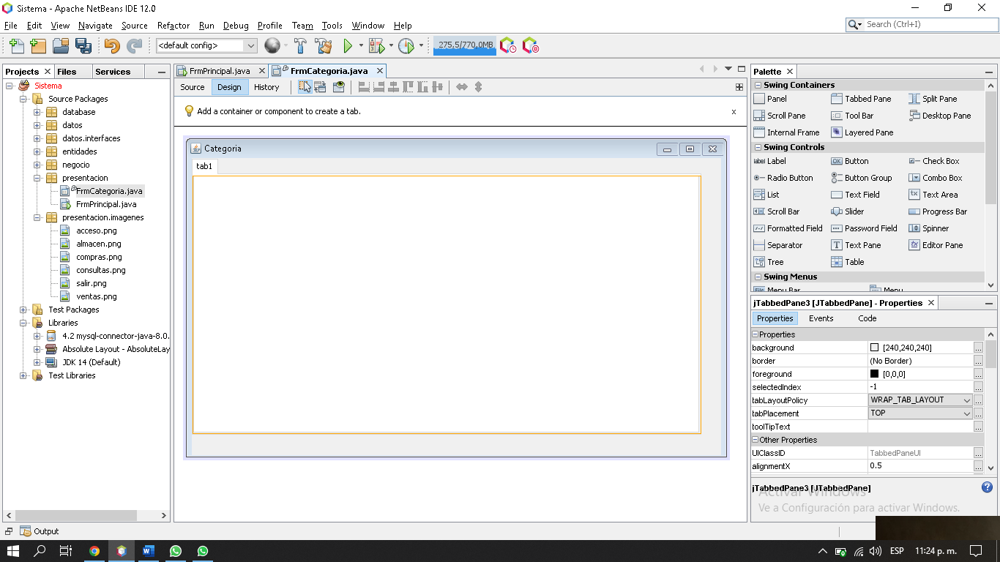 Sistema - Apache NetBeans IDE 12.0
File Edit View Navigate Source Refactor Run Debug Profile Team Tools Window Help
Search (Ctrl+I)
<default config>
275,5/770,0MB
Projects Files Services
Sistema
Source Packages
database
datos
datos.interfaces
entidades
negocio
presentacion
FrmCategoria.java
FrmPrincipal.java
presentacion.imagenes
acceso.png
almacen.png
compras.png
consultas.png
salir.png
ventas.png
Test Packages
Libraries
4.2 mysql-connector-java-8.0.
Absolute Layout - AbsoluteLay
JDK 14 (Default)
Test Libraries
FrmPrincipal.java FrmCategoria.java
Source Design History
Add a container or component to create a tab. x
Categoria
tab1
Palette
Swing Containers
Panel Tabbed Pane Split Pane
Scroll Pane Tool Bar Desktop Pane
Internal Frame Layered Pane
Swing Controls
label Label OK Button Check Box
Radio Button Button Group Combo Box
List Text Field Text Area
Scroll Bar Slider Progress Bar
Formatted Field Password Field Spinner
Separator Text Pane Editor Pane
Tree Table
Swing Menus
Menu Bar Menu
jTabbedPane3 [JTabbedPane] - Properties
Properties Events Code
Properties
background [240,240,240] ...
border (No Border) ...
foreground [0,0,0] ...
selectedIndex -1 ...
tabLayoutPolicy WRAP_TAB_LAYOUT ...
tabPlacement TOP ...
toolTipText ...
Other Properties
UIClassID TabbedPaneUI ...
alignmentX 0.5 ...
jTabbedPane3 [JTabbedPane]
Activar Windows
Ve a Configuración para activar Windows.
Output
ESP 11:24 p. m.